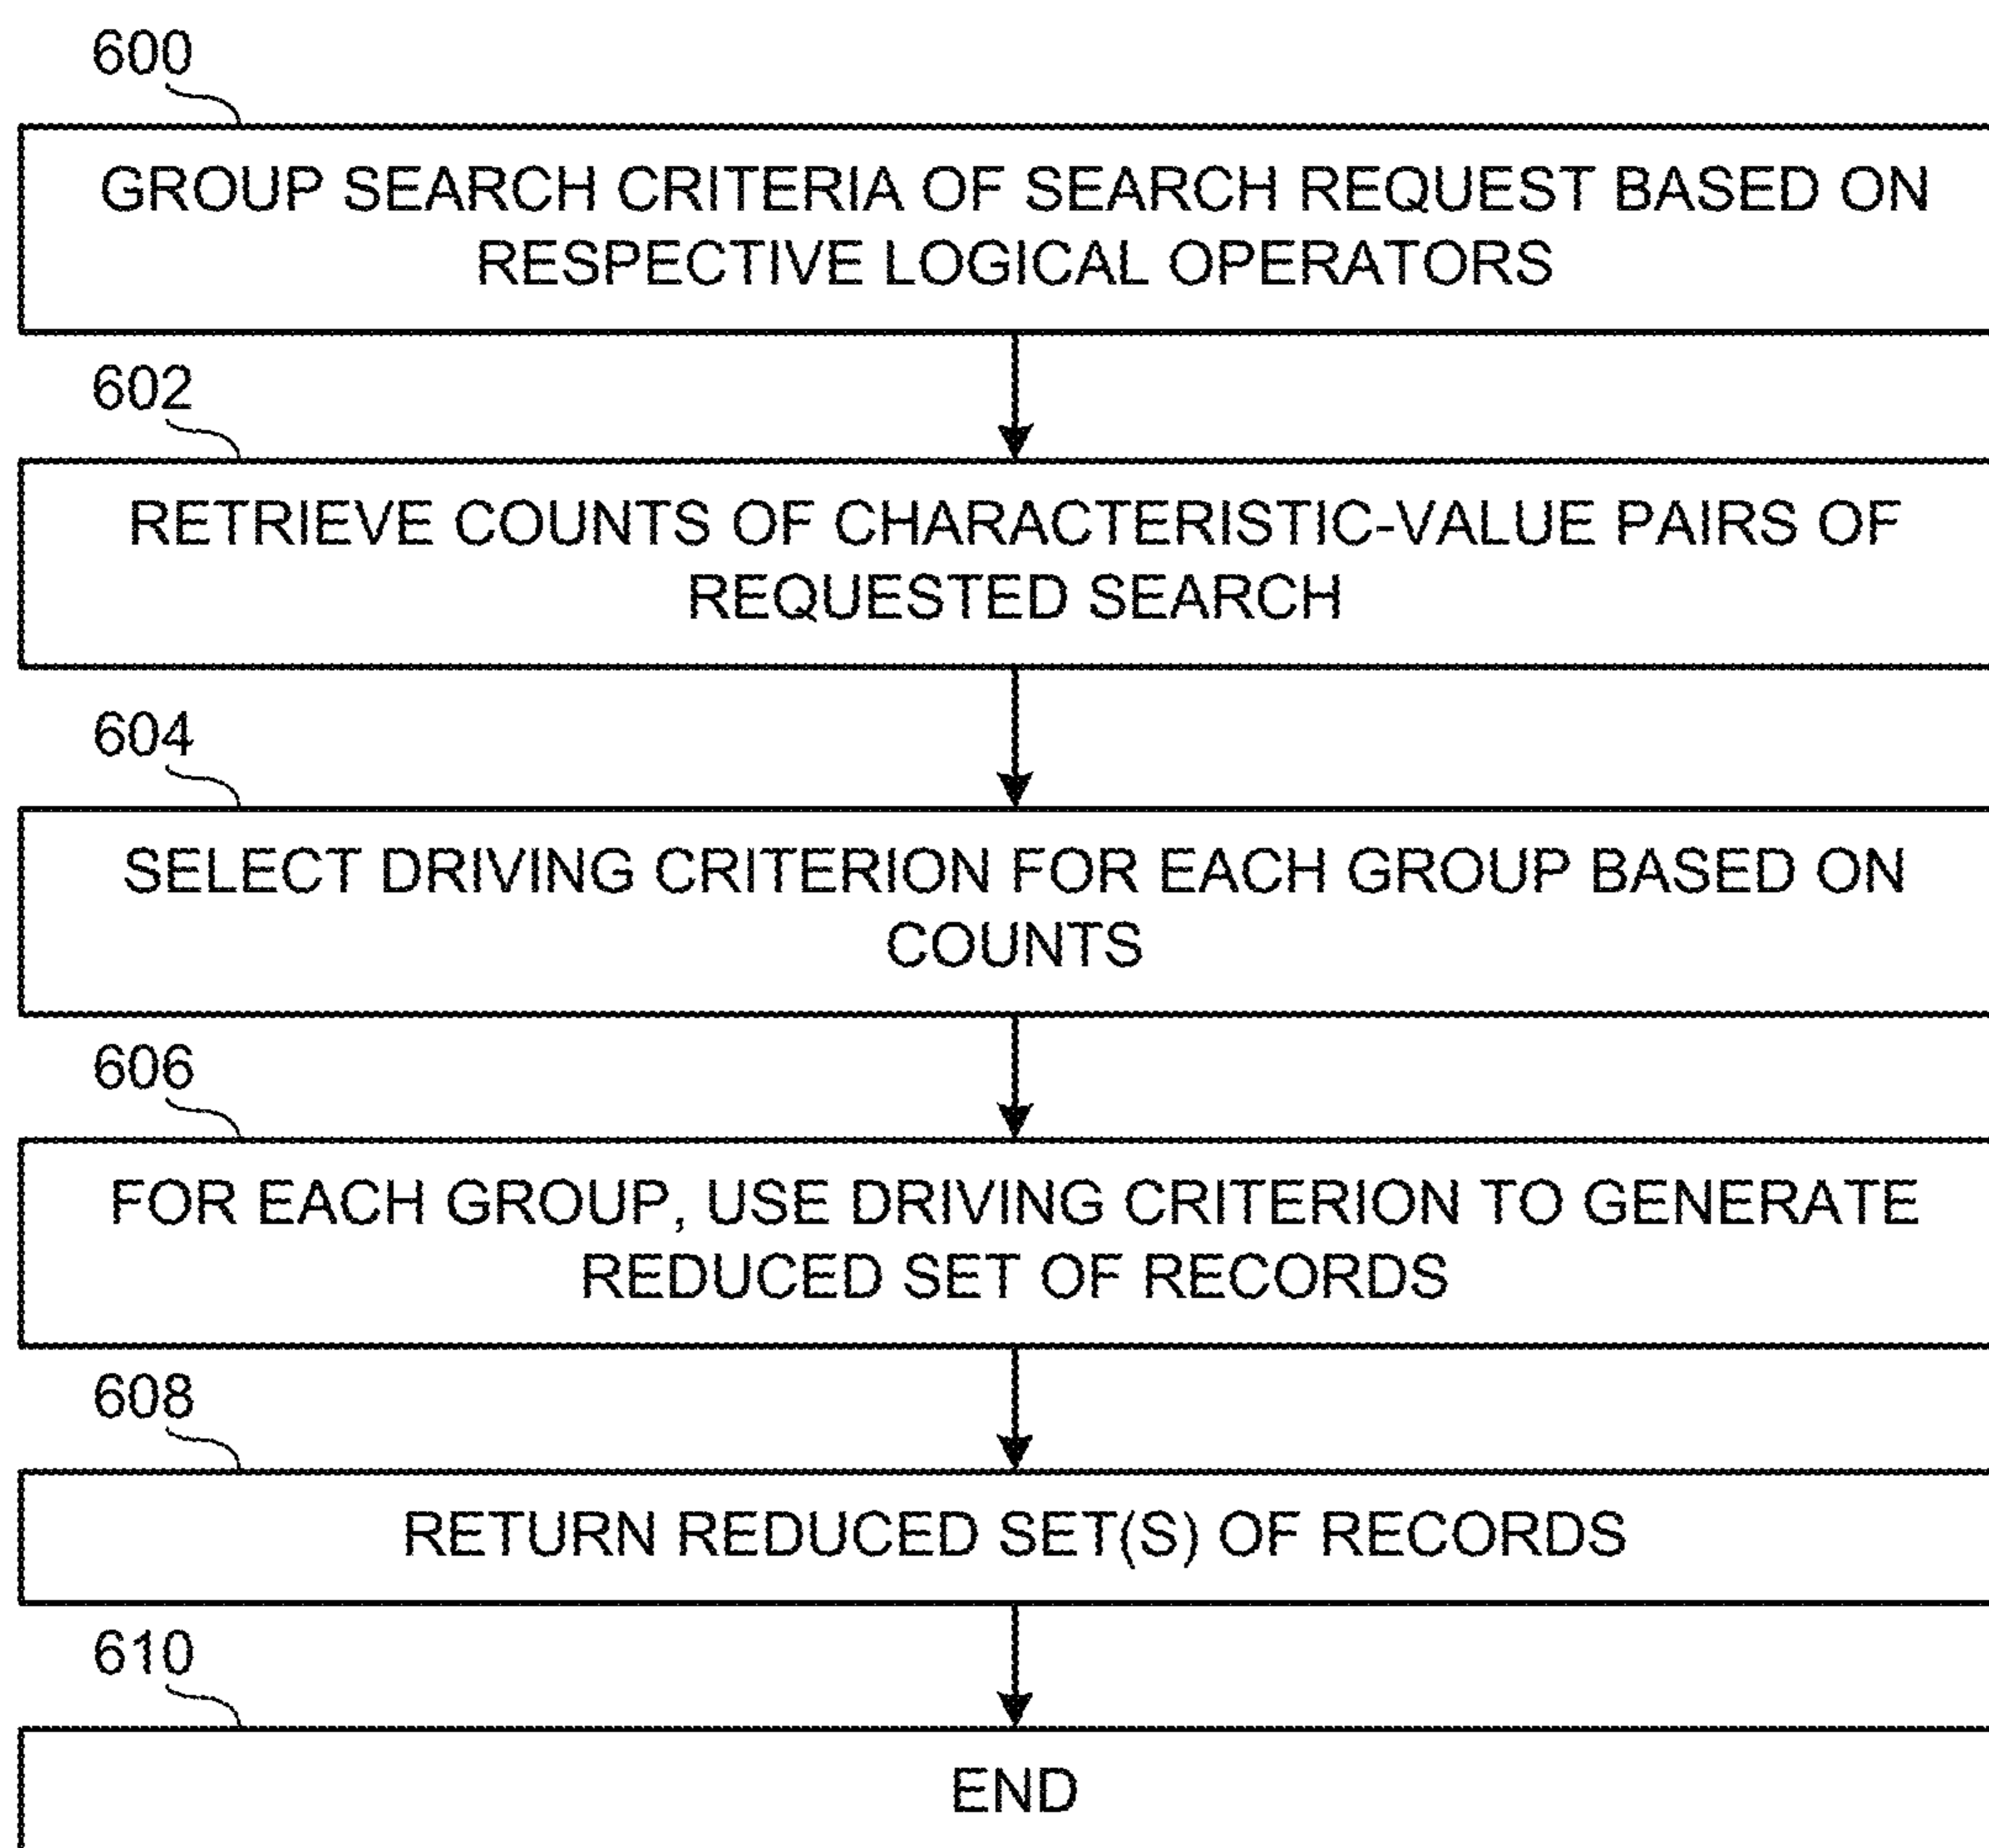 600
GROUP SEARCH CRITERIA OF SEARCH REQUEST BASED ON
RESPECTIVE LOGICAL OPERATORS
602
RETRIEVE COUNTS OF CHARACTERISTIC-VALUE PAIRS OF
REQUESTED SEARCH
604
SELECT DRIVING CRITERION FOR EACH GROUP BASED ON
COUNTS
606
FOR EACH GROUP, USE DRIVING CRITERION TO GENERATE
REDUCED SET OF RECORDS
608
RETURN REDUCED SET(S) OF RECORDS
610
END